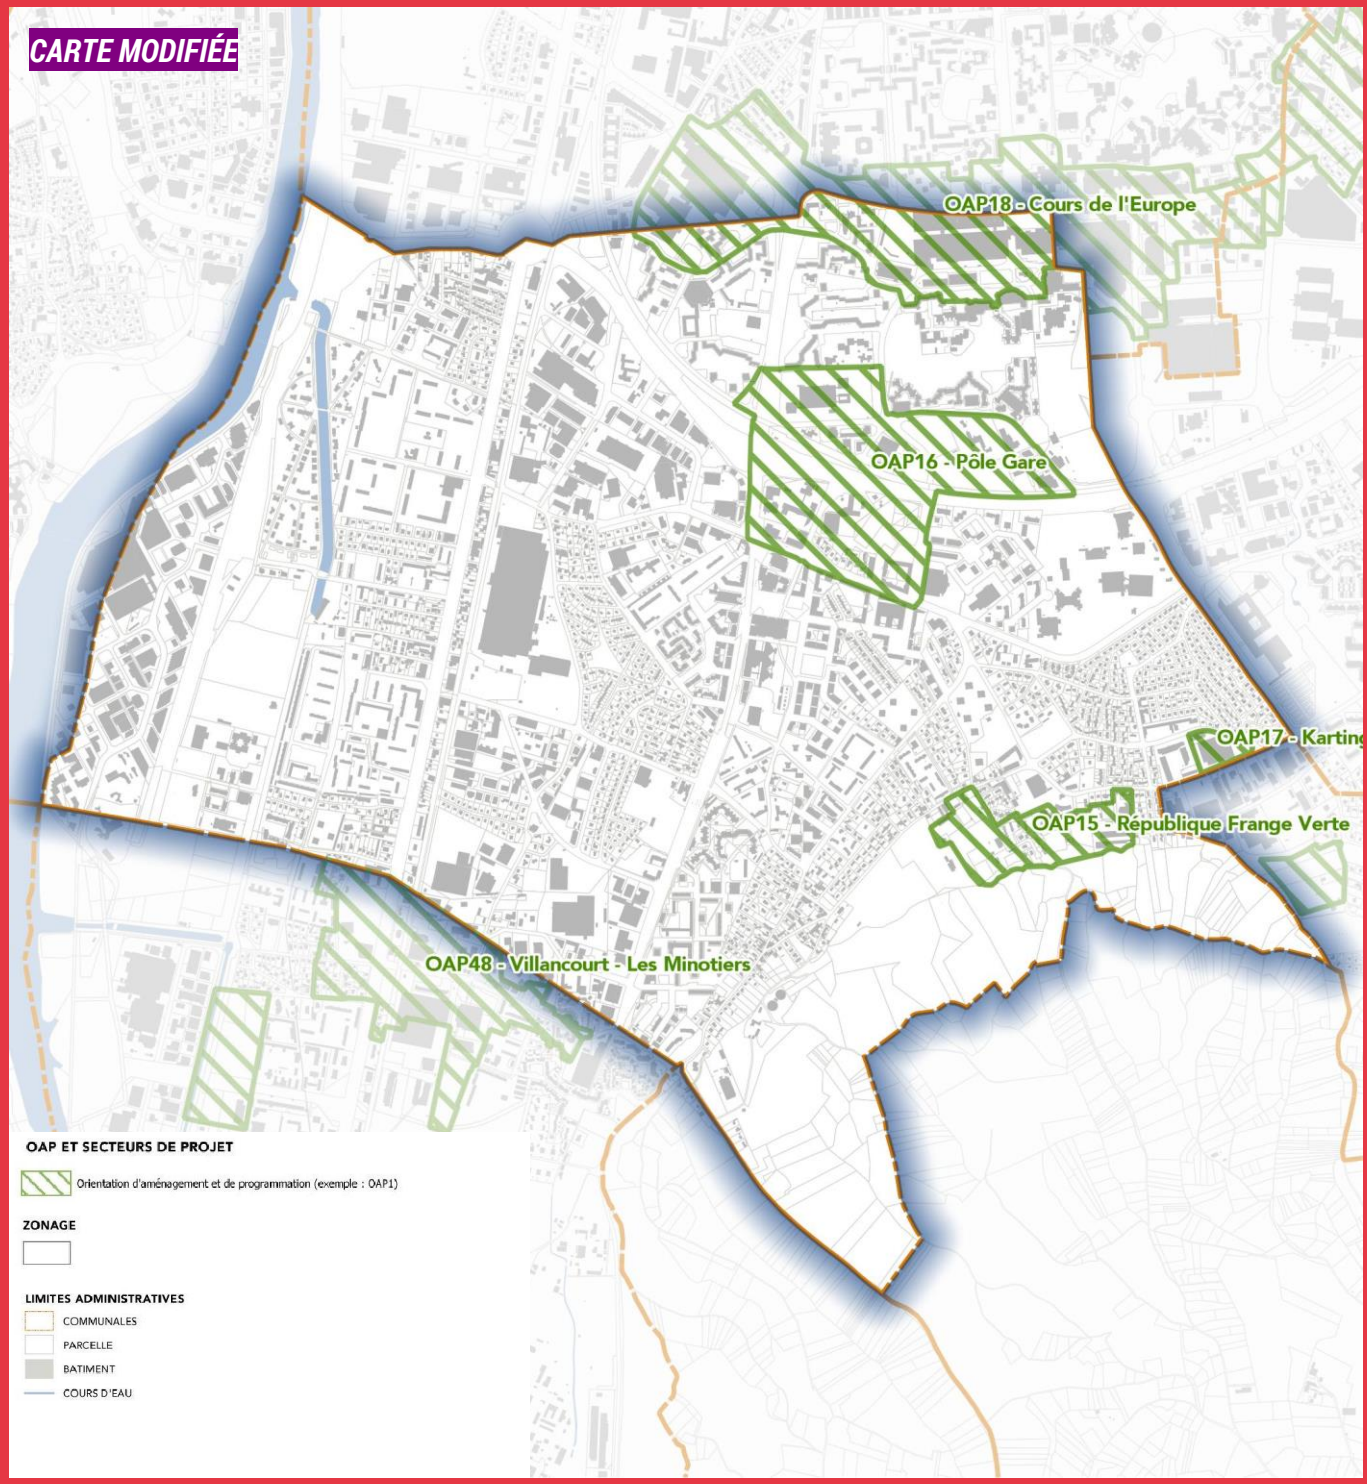 CARTE MODIFIÉE
OAP18 - Cours de l'Europe
OAP16 - Pôle Gare
OAP17 - Karting
OAP15 - République Frange Verte
OAP48 - Villancourt - Les Minotiers
OAP ET SECTEURS DE PROJET
Orientation d'aménagement et de programmation (exemple : OAP1)
ZONAGE
LIMITES ADMINISTRATIVES
COMMUNALES
PARCELLE
BATIMENT
COURS D'EAU